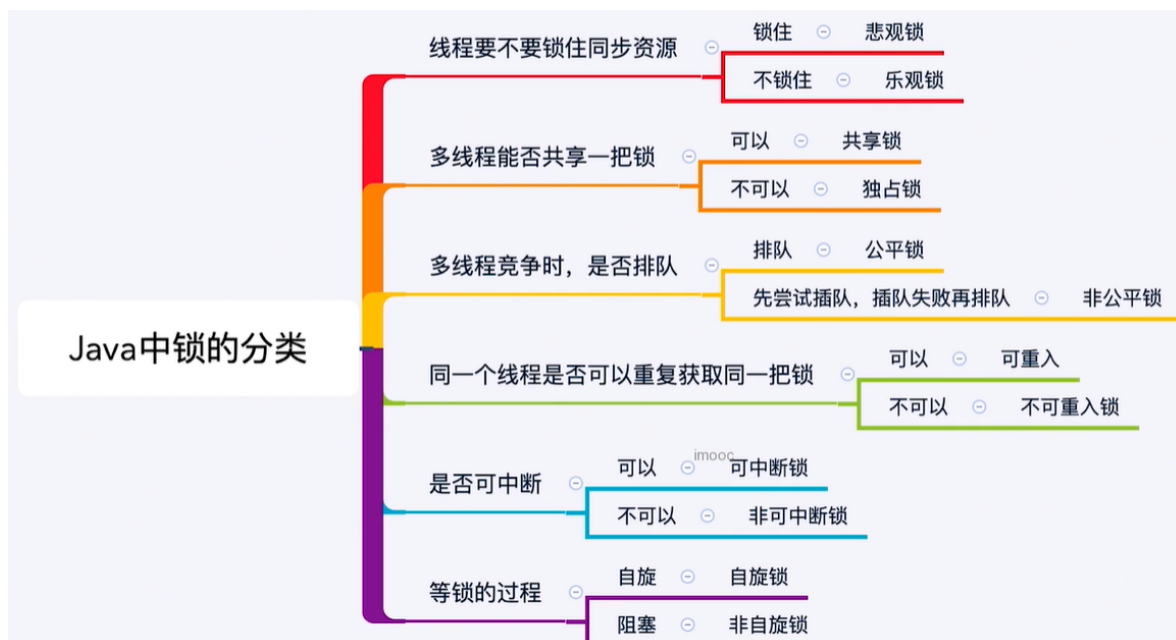 线程要不要锁住同步资源
锁住 悲观锁
不锁住 乐观锁
多线程能否共享一把锁
可以 共享锁
不可以 独占锁
多线程竞争时，是否排队
排队 公平锁
先尝试插队，插队失败再排队 非公平锁
Java中锁的分类
同一个线程是否可以重复获取同一把锁
可以 可重入
不可以 不可重入锁
是否可中断
imooc
可以 可中断锁
不可以 非可中断锁
等锁的过程
自旋 自旋锁
阻塞 非自旋锁